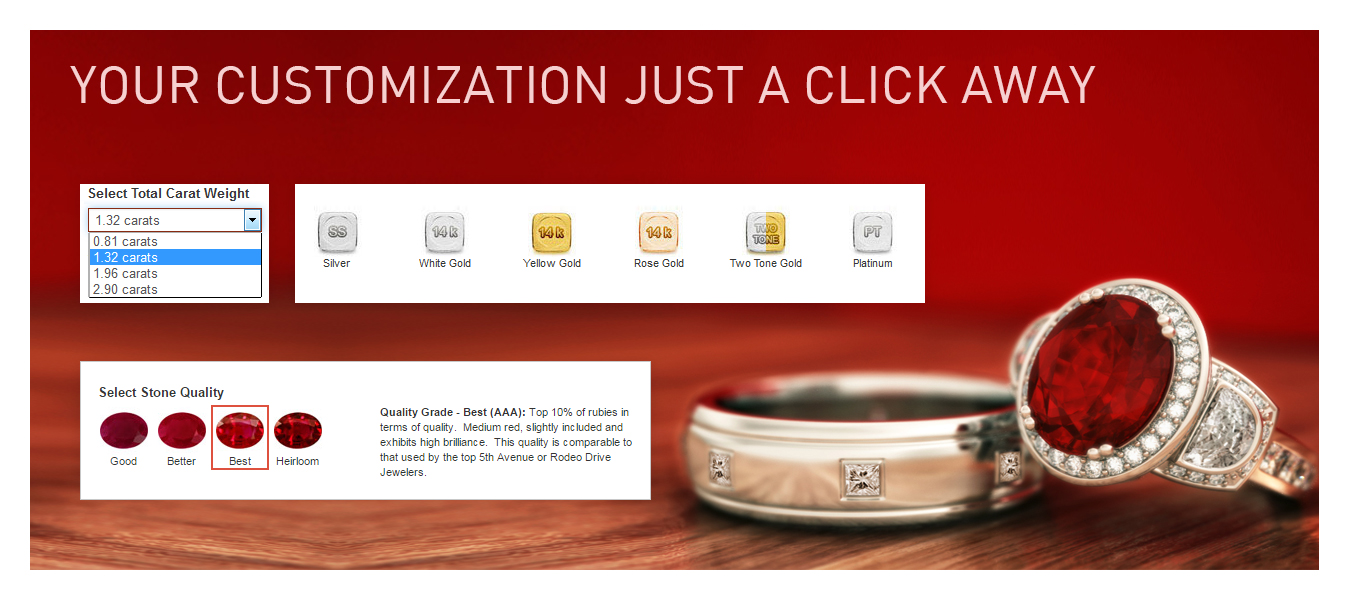 YOUR CUSTOMIZATION JUST A CLICK AWAY
Select Total Carat Weight
1.32 carats
0.81 carats
1.32 carats
1.96 carats
2.90 carats
SS
14k
14k
14k
TWO
TONE
PT
Silver
White Gold
Yellow Gold
Rose Gold
Two Tone Gold
Platinum
Select Stone Quality
Good
Better
Best
Heirloom
Quality Grade - Best (AAA): Top 10% of rubies in
terms of quality. Medium red, slightly included and
exhibits high brilliance. This quality is comparable to
that used by the top 5th Avenue or Rodeo Drive
Jewelers.